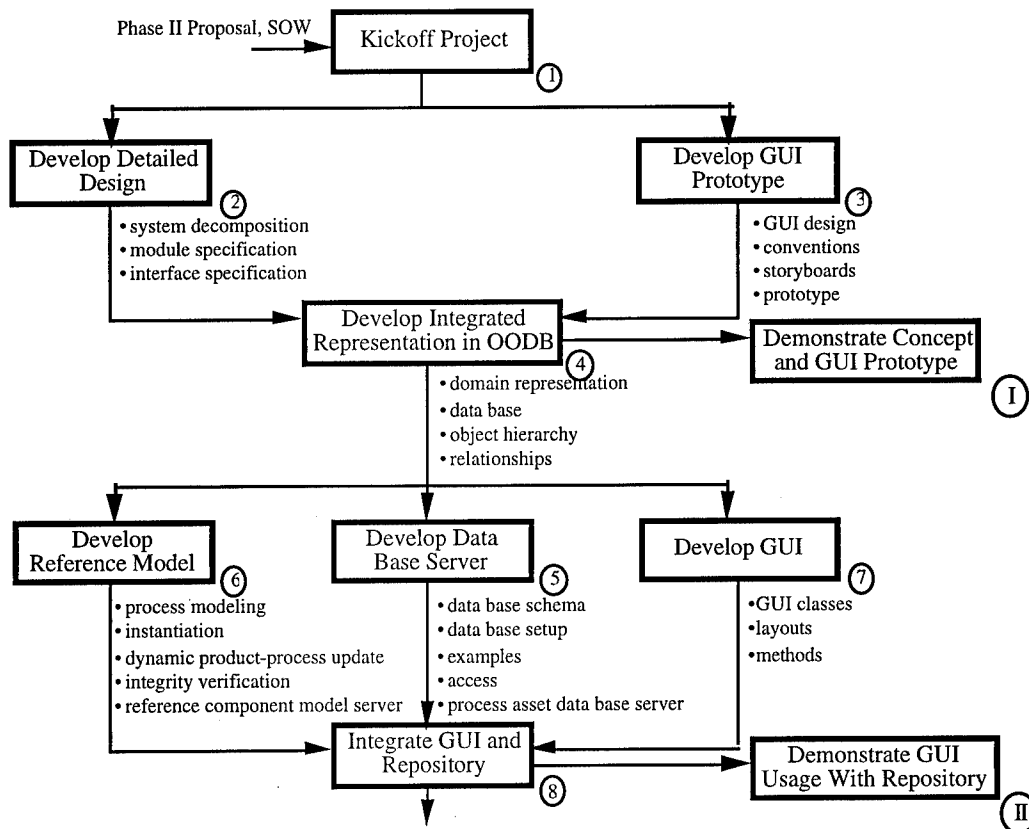 Phase II Proposal, SOW
Kickoff Project
1
Develop Detailed
Design
2
• system decomposition
• module specification
• interface specification
Develop GUI
Prototype
3
• GUI design
• conventions
• storyboards
• prototype
Develop Integrated
Representation in OODB
4
• domain representation
• data base
• object hierarchy
• relationships
Demonstrate Concept
and GUI Prototype
I
Develop
Reference Model
6
• process modeling
• instantiation
• dynamic product-process update
• integrity verification
• reference component model server
Develop Data
Base Server
5
• data base schema
• data base setup
• examples
• access
• process asset data base server
Develop GUI
7
• GUI classes
• layouts
• methods
Integrate GUI and
Repository
8
Demonstrate GUI
Usage With Repository
II